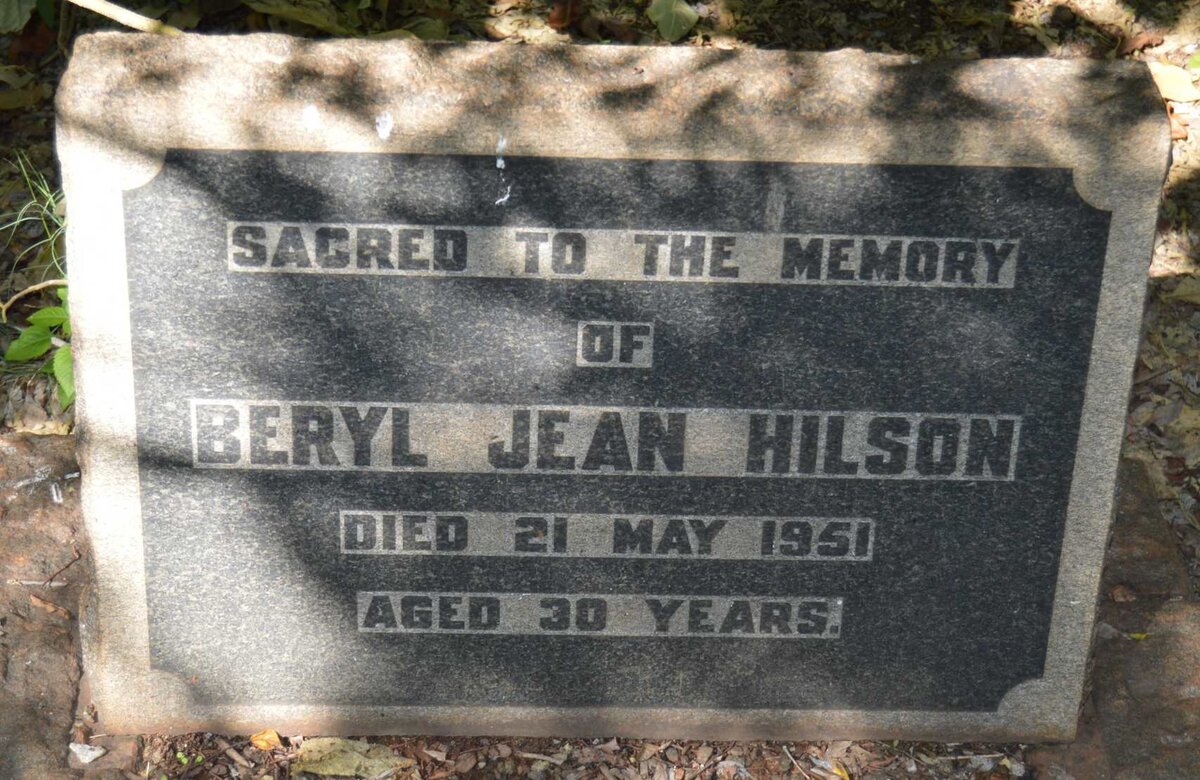 SACRED TO THE MEMORY
OF
BERYL JEAN HILSON
DIED 21 MAY 1951
AGED 30 YEARS.